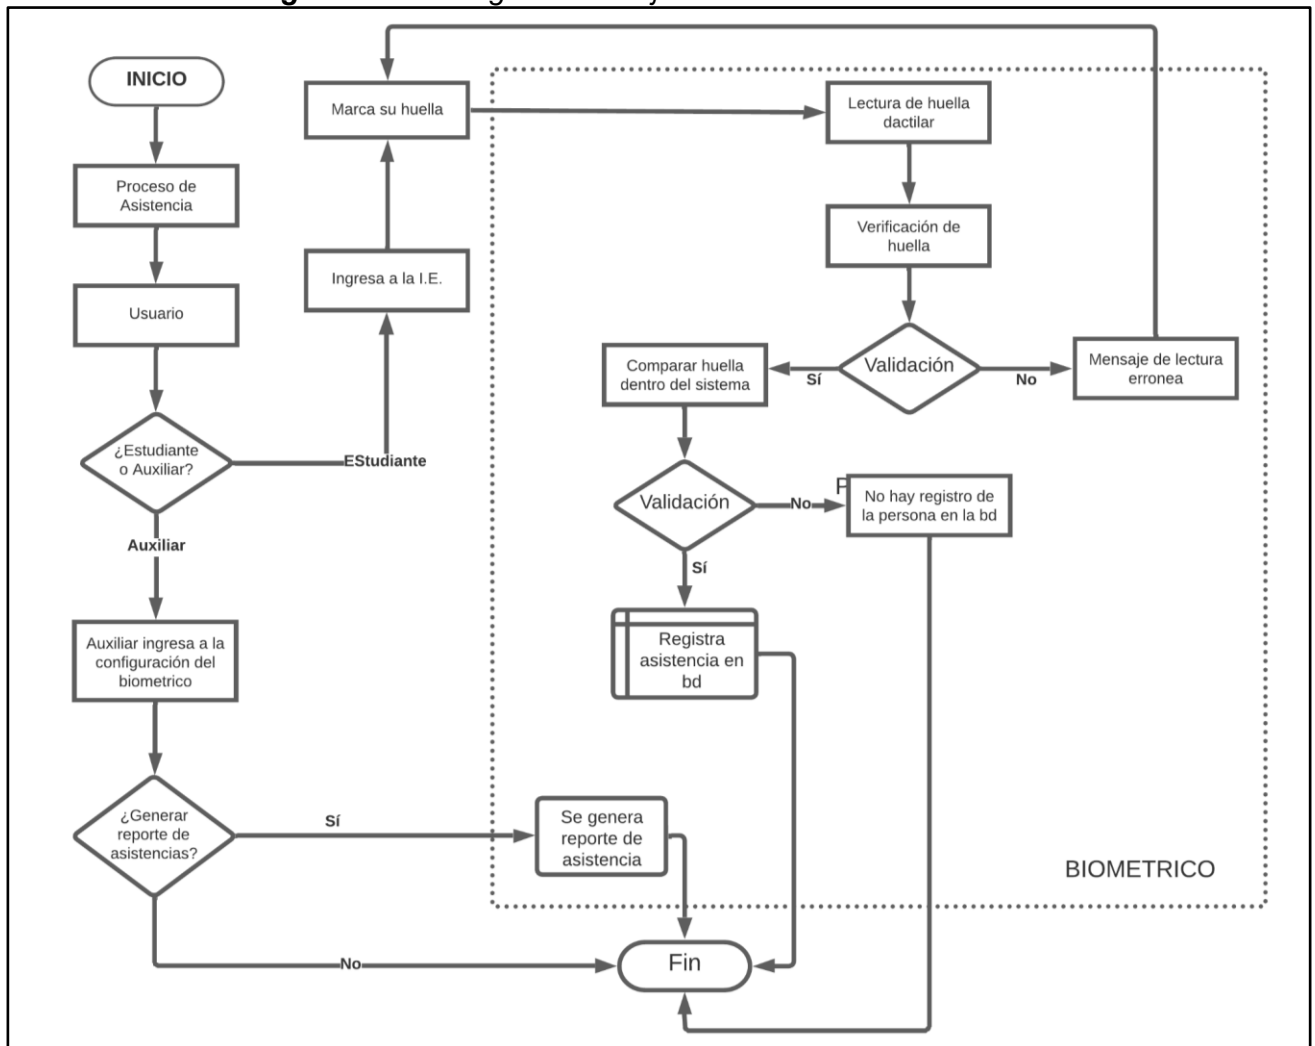 INICIO
Proceso de
Asistencia
Usuario
¿Estudiante
o Auxiliar?
EStudiante
Auxiliar
Ingresa a la I.E.
Marca su huella
Lectura de huella
dactilar
Verificación de
huella
Validación
Sí
No
Mensaje de lectura
erronea
Comparar huella
dentro del sistema
Validación
No
No hay registro de
la persona en la bd
Sí
Registra
asistencia en
bd
Auxiliar ingresa a la
configuración del
biometrico
¿Generar
reporte de
asistencias?
Sí
Se genera
reporte de
asistencia
BIOMETRICO
No
Fin